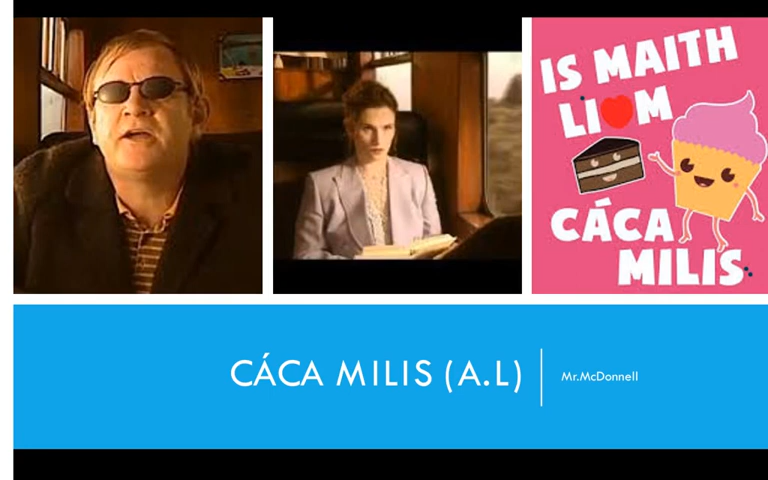 IS MAITH
LIOM
CÁCA
MILIS
CÁCA MILIS (A.L)
Mr.McDonnell